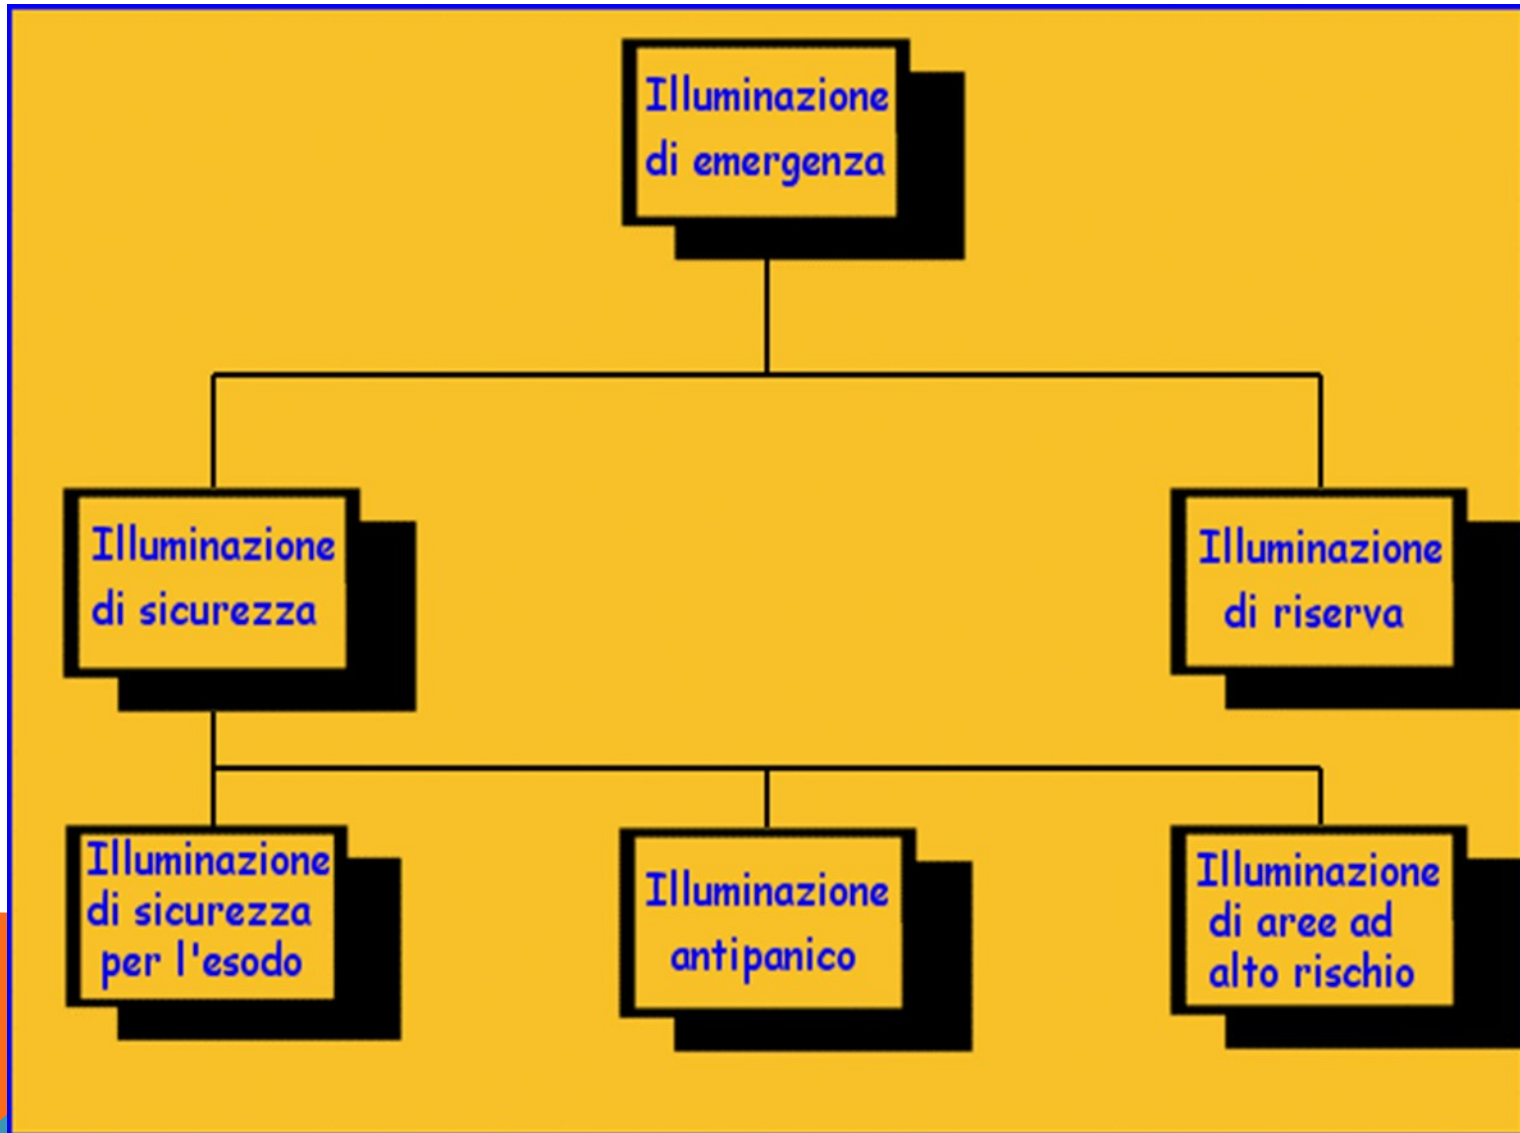 Illuminazione
di emergenza
Illuminazione
di sicurezza
Illuminazione
di riserva
Illuminazione
di sicurezza
per l'esodo
Illuminazione
antipanico
Illuminazione
di aree ad
alto rischio